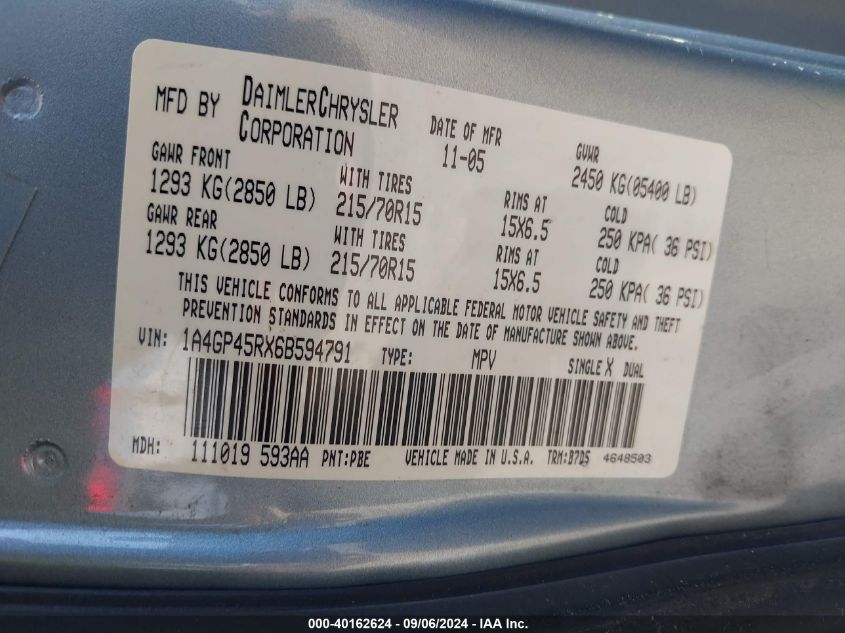 MFD BY DAIMLERCHRYSLER CORPORATION
DATE OF MFR 11-05
GVWR 2450 KG(05400 LB)
GAWR FRONT
1293 KG(2850 LB) WITH TIRES 215/70R15 RIMS AT 15X6.5 COLD 250 KPA( 36 PSI)
GAWR REAR
1293 KG(2850 LB) WITH TIRES 215/70R15 RIMS AT 15X6.5 COLD 250 KPA( 36 PSI)
THIS VEHICLE CONFORMS TO ALL APPLICABLE FEDERAL MOTOR VEHICLE SAFETY AND THEFT
PREVENTION STANDARDS IN EFFECT ON THE DATE OF MANUFACTURE SHOWN ABOVE.
VIN: 1A4GP45RX6B594791 TYPE: MPV SINGLE X DUAL
MDH: 111019 593AA PNT:PBE VEHICLE MADE IN U.S.A. TRM:B7D5 4648503
000-40162624 - 09/06/2024 - IAA Inc.